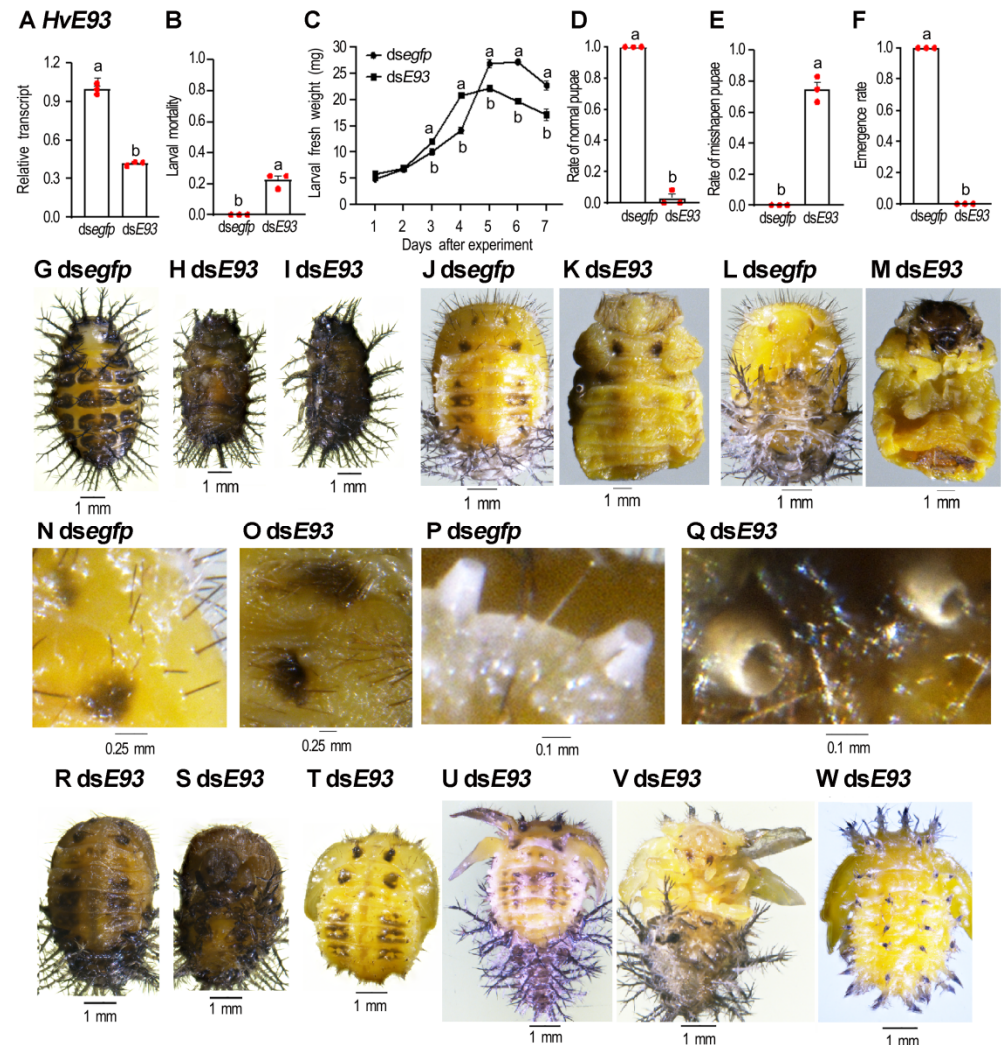 A HvE93
Relative transcript
1.2
0.9
0.6
0.3
0.0
a
b
dsegfp
dsE93
B
Larval mortality
1.0
0.8
0.6
0.4
0.2
0.0
b
a
dsegfp
dsE93
C
Larval fresh weight (mg)
30
25
20
15
10
5
0
dsegfp
dsE93
a
a
a
a
a
b
b
b
b
b
1 2 3 4 5 6 7
Days after experiment
D
Rate of normal pupae
1.0
0.8
0.6
0.4
0.2
0.0
a
b
dsegfp
dsE93
E
Rate of misshapen pupae
1.0
0.8
0.6
0.4
0.2
0.0
b
a
dsegfp
dsE93
F
Emergence rate
1.0
0.8
0.6
0.4
0.2
0.0
a
b
dsegfp
dsE93
G dsegfp
H dsE93
I dsE93
J dsegfp
K dsE93
L dsegfp
M dsE93
1 mm
1 mm
1 mm
1 mm
1 mm
1 mm
1 mm
N dsegfp
O dsE93
P dsegfp
Q dsE93
0.25 mm
0.25 mm
0.1 mm
0.1 mm
R dsE93
S dsE93
T dsE93
U dsE93
V dsE93
W dsE93
1 mm
1 mm
1 mm
1 mm
1 mm
1 mm